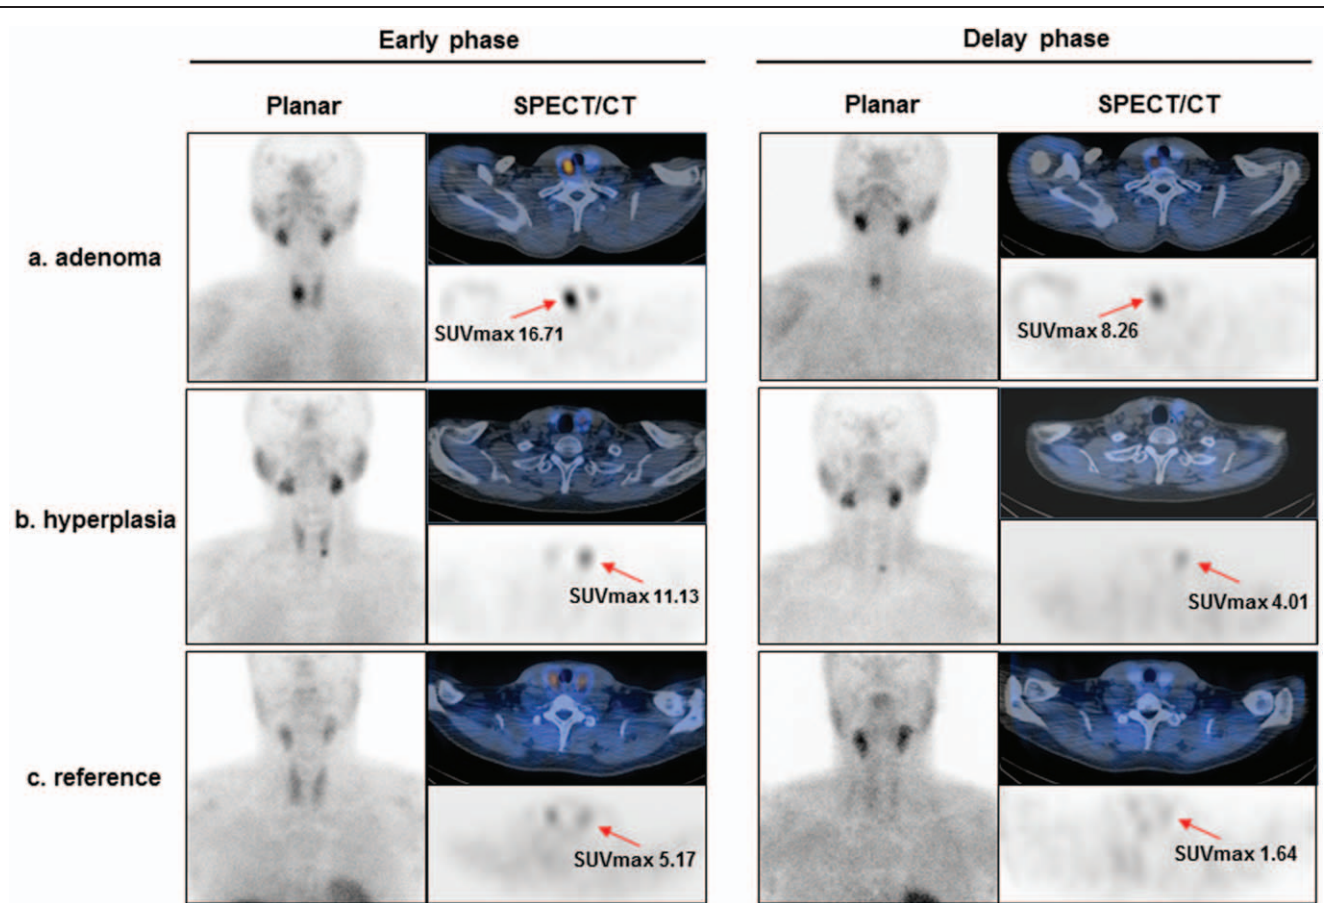 Early phase
Delay phase
Planar
SPECT/CT
Planar
SPECT/CT
a. adenoma
SUVmax 16.71
SUVmax 8.26
b. hyperplasia
SUVmax 11.13
SUVmax 4.01
c. reference
SUVmax 5.17
SUVmax 1.64